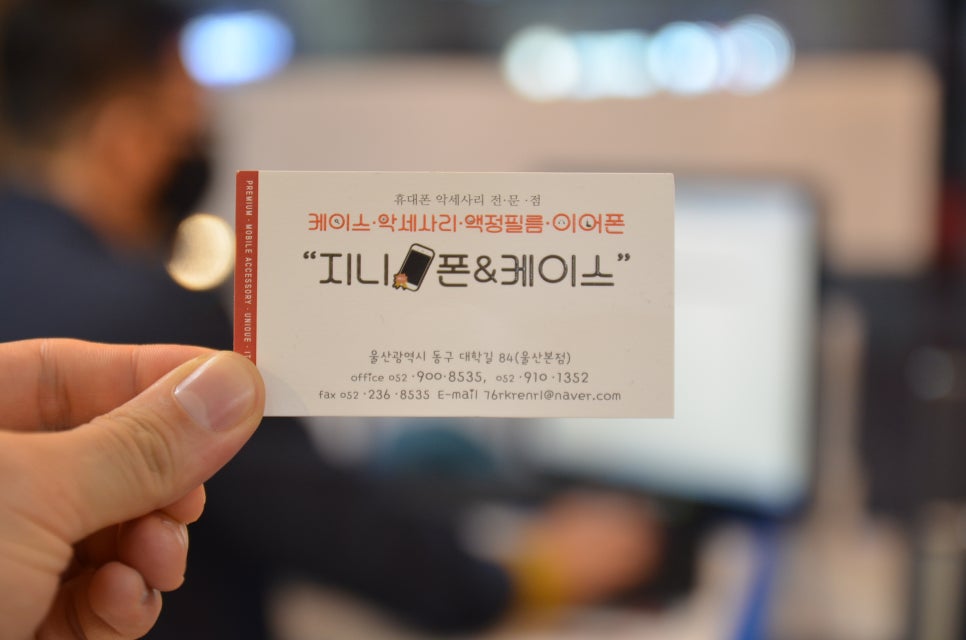 휴대폰 악세사리 전·문·점
케이스·악세사리·액정필름·이어폰
“지니 폰&케이스”
울산광역시 동구 대학길 84(울산본점)
office 052 ·900·8535, 052 ·910 ·1352
fax 052 ·236 ·8535 E-mail 76rkrenrl@naver.com
PREMIUM · MOBILE ACCESSORY · UNIQUE ·